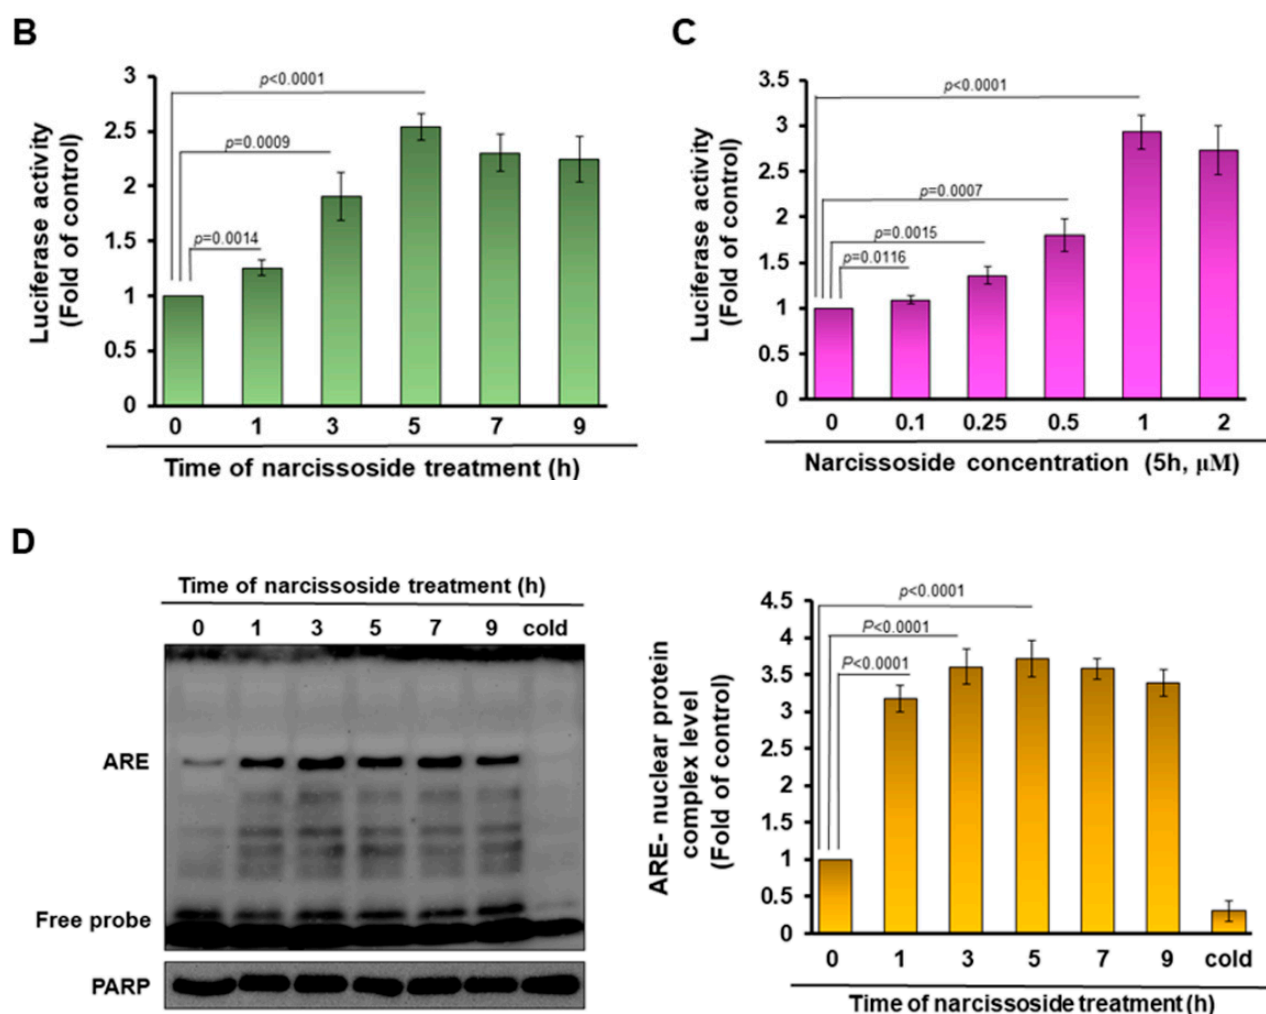 B
Luciferase activity
(Fold of control)
3
2.5
2
1.5
1
0.5
0
p<0.0001
p=0.0009
p=0.0014
0 1 3 5 7 9
Time of narcissoside treatment (h)
C
Luciferase activity
(Fold of control)
3.5
3
2.5
2
1.5
1
0.5
0
p<0.0001
p=0.0007
p=0.0015
p=0.0116
0 0.1 0.25 0.5 1 2
Narcissoside concentration (5h, μM)
D
Time of narcissoside treatment (h)
0 1 3 5 7 9 cold
ARE
Free probe
PARP
ARE- nuclear protein
complex level
(Fold of control)
4.5
4
3.5
3
2.5
2
1.5
1
0.5
0
p<0.0001
P<0.0001
P<0.0001
0 1 3 5 7 9 cold
Time of narcissoside treatment (h)